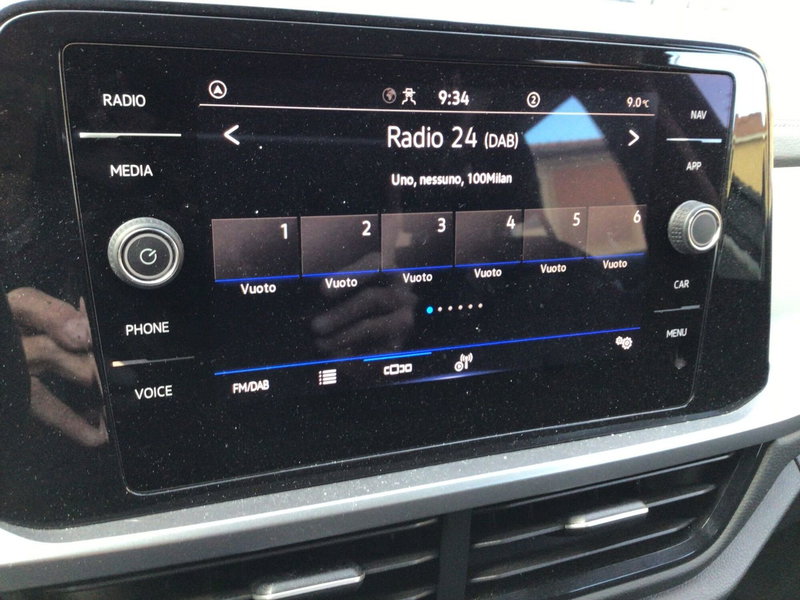 RADIO
MEDIA
PHONE
VOICE
9:34
2
9.0°C
Radio 24 (DAB)
Uno, nessuno, 100Milan
1 2 3 4 5 6
Vuoto Vuoto Vuoto Vuoto Vuoto Vuoto
FM/DAB
NAV
APP
CAR
MENU